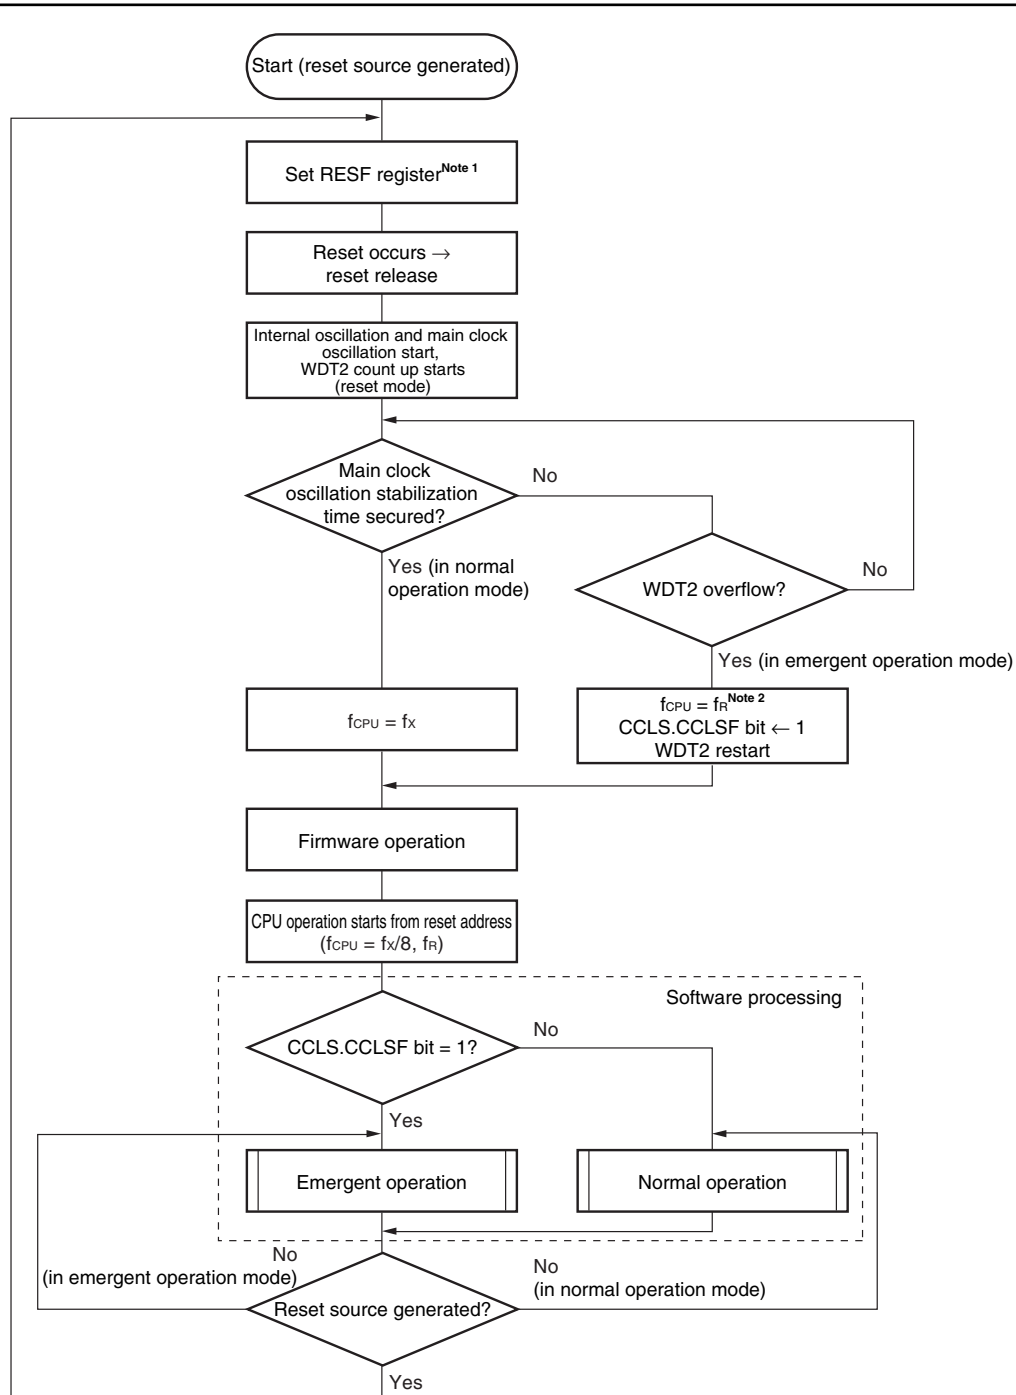 Start (reset source generated)
Set RESF register Note 1
Reset occurs →
reset release
Internal oscillation and main clock
oscillation start,
WDT2 count up starts
(reset mode)
Main clock
oscillation stabilization
time secured?
No
Yes (in normal
operation mode)
WDT2 overflow?
No
Yes (in emergent operation mode)
fCPU = fX
fCPU = fR Note 2
CCLS.CCLSF bit ← 1
WDT2 restart
Firmware operation
CPU operation starts from reset address
(fCPU = fX/8, fR)
Software processing
CCLS.CCLSF bit = 1?
No
Yes
Emergent operation
Normal operation
No
(in emergent operation mode)
No
(in normal operation mode)
Reset source generated?
Yes